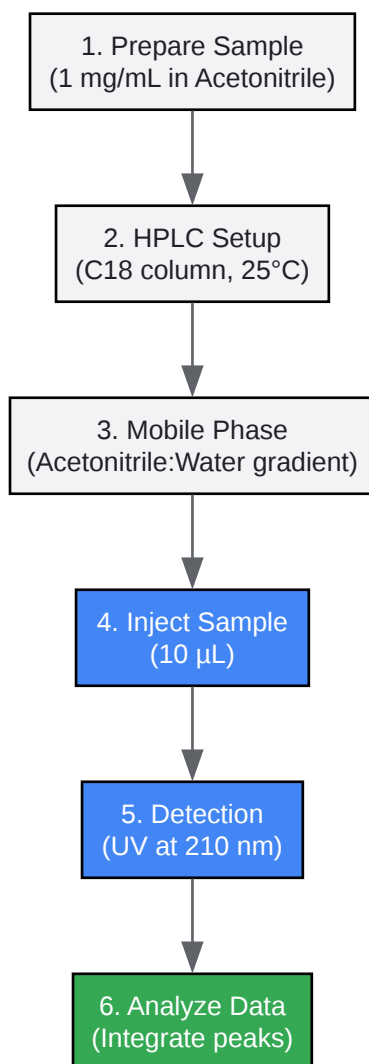 1. Prepare Sample
(1 mg/mL in Acetonitrile)
2. HPLC Setup
(C18 column, 25°C)
3. Mobile Phase
(Acetonitrile:Water gradient)
4. Inject Sample
(10 µL)
5. Detection
(UV at 210 nm)
6. Analyze Data
(Integrate peaks)